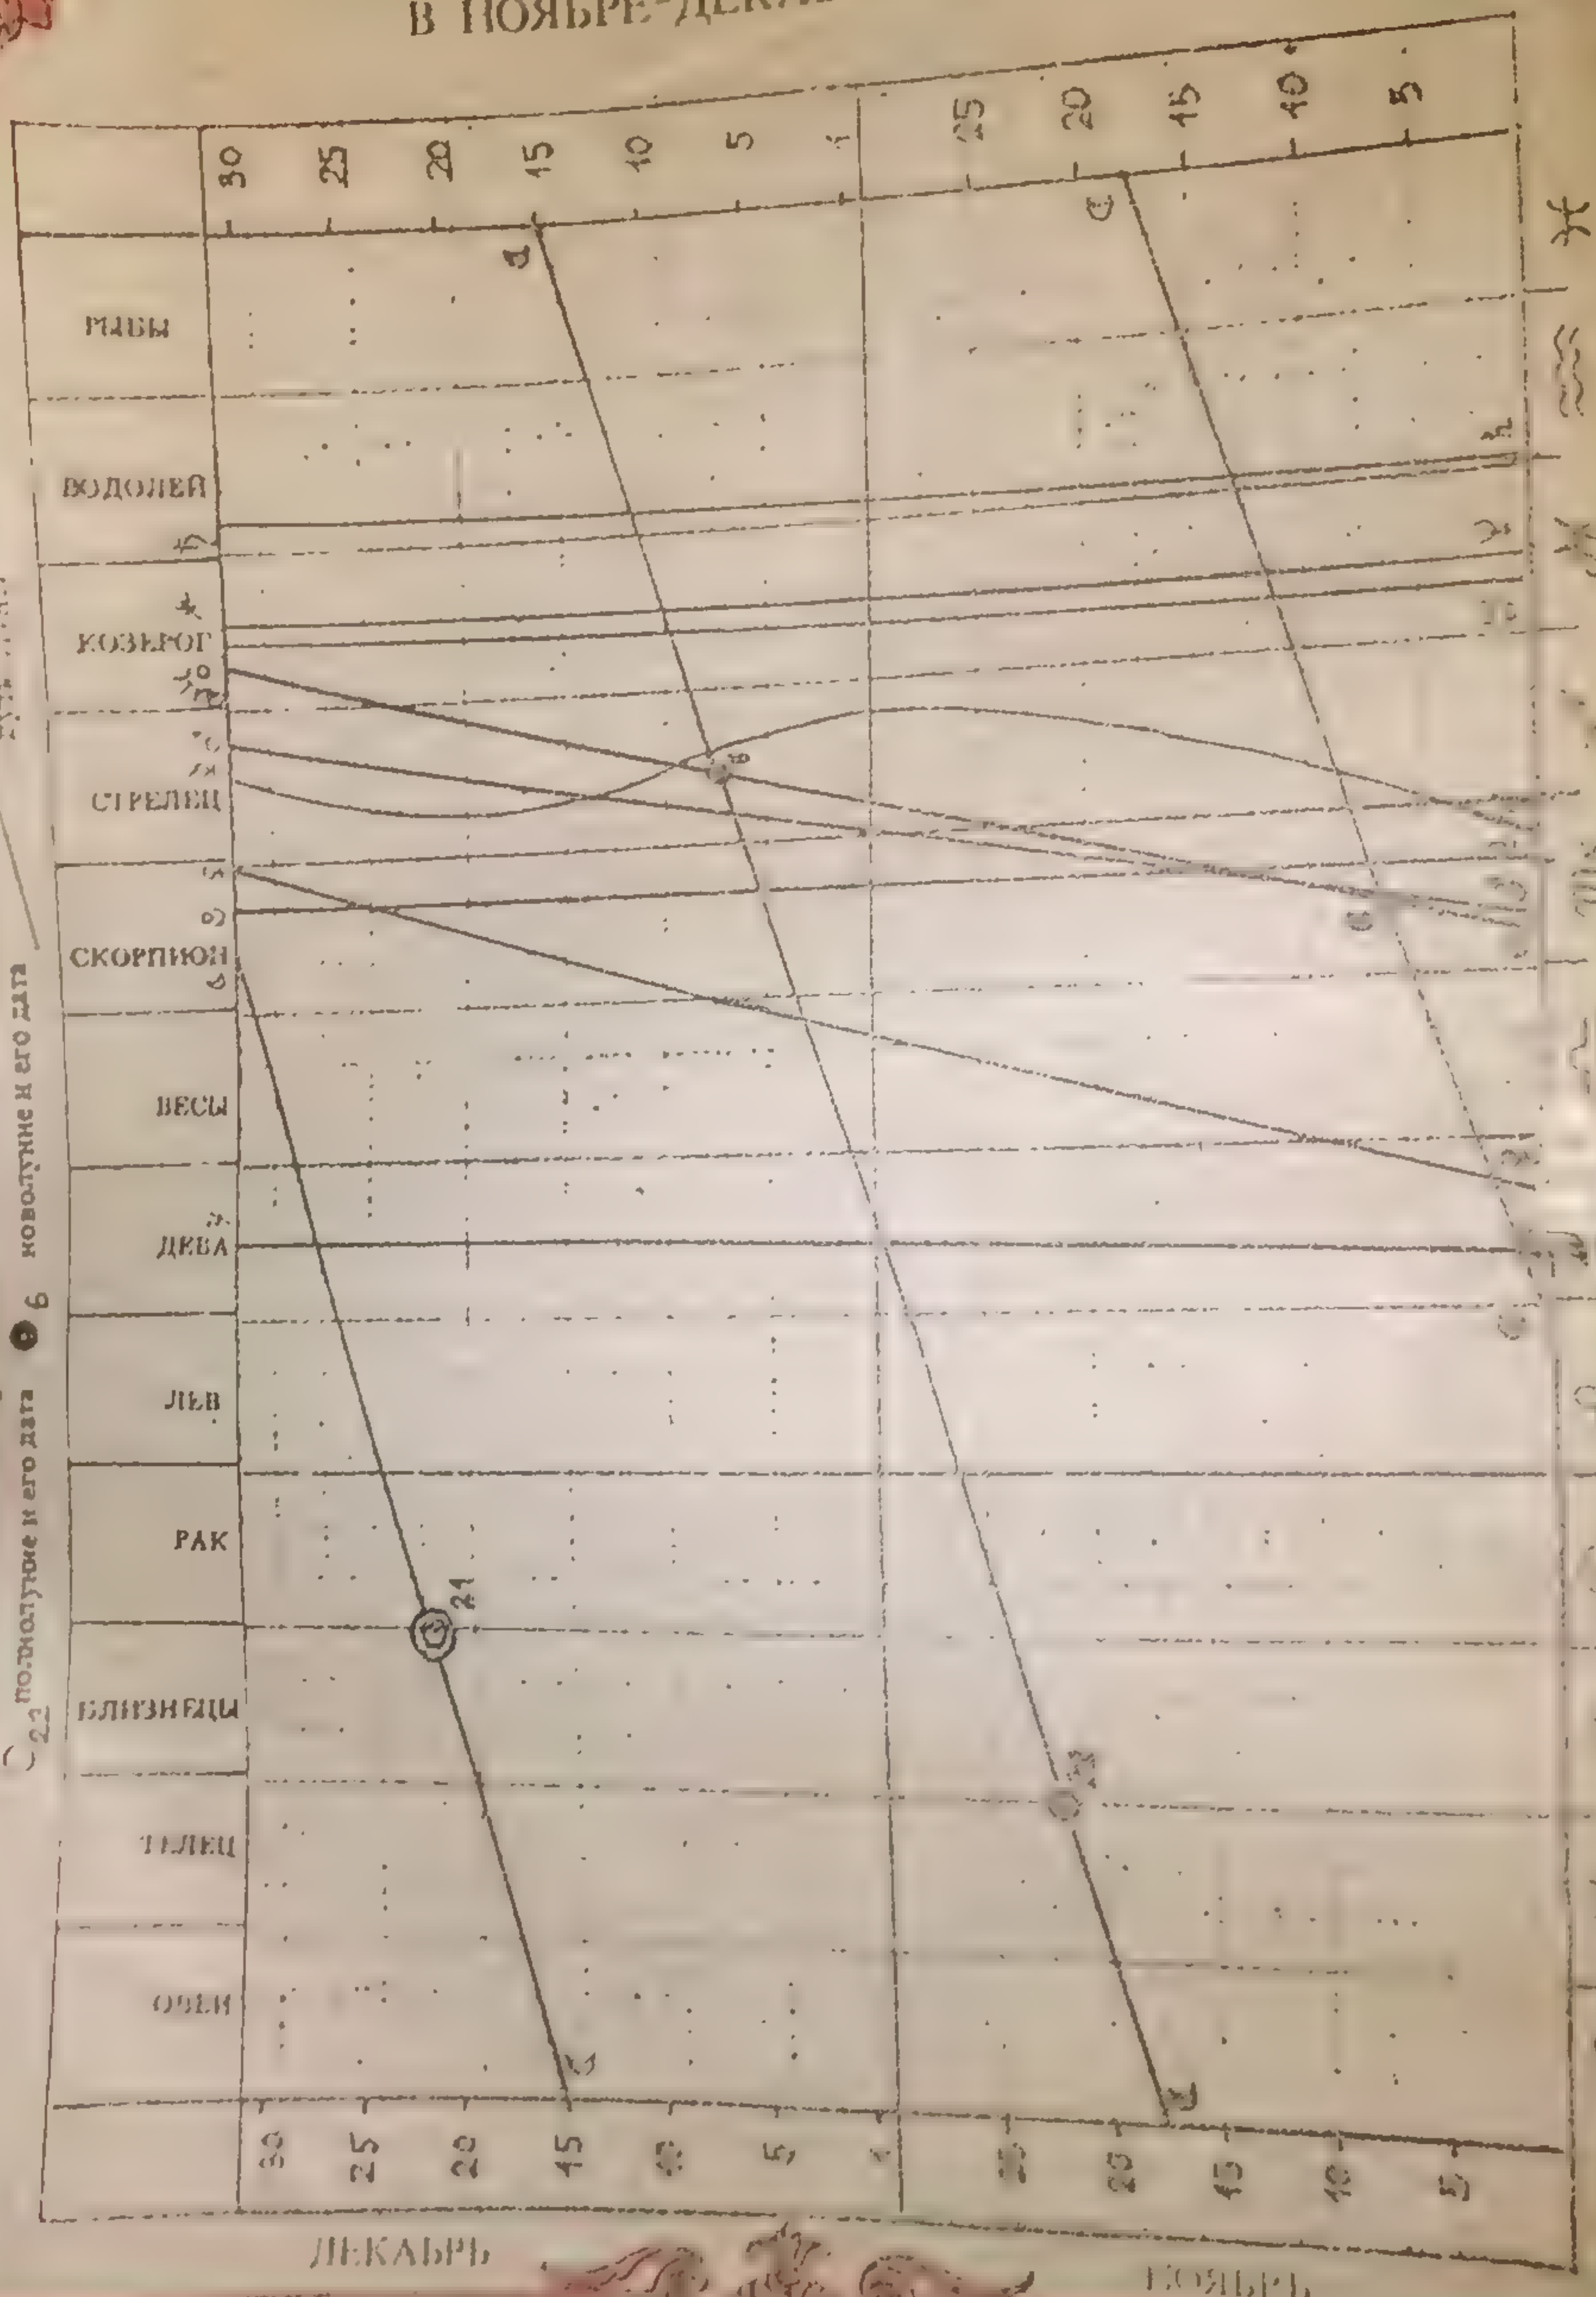 В НОЯБРЕ-ДЕКА
30 25 20 15 10 5 1 25 20 15 10 5
РЫБЫ
ВОДОЛЕЙ
КОЗЕРОГ
СТРЕЛЕЦ
СКОРПИОН
ВЕСЫ
ДЕВА
ЛЕВ
РАК
21
БЛИЗНЕЦЫ
ТЕЛЕЦ
ОВЕН
30 25 20 15 10 5 1 25 20 15 10 5
ДЕКАБРЬ
НОЯБРЬ
22 полнолуние и его дата
6 новолуние и его дата